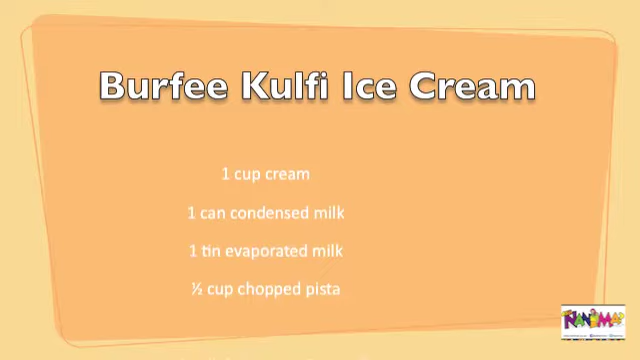 Burfee Kulfi Ice Cream
1 cup cream
1 can condensed milk
1 tin evaporated milk
½ cup chopped pista